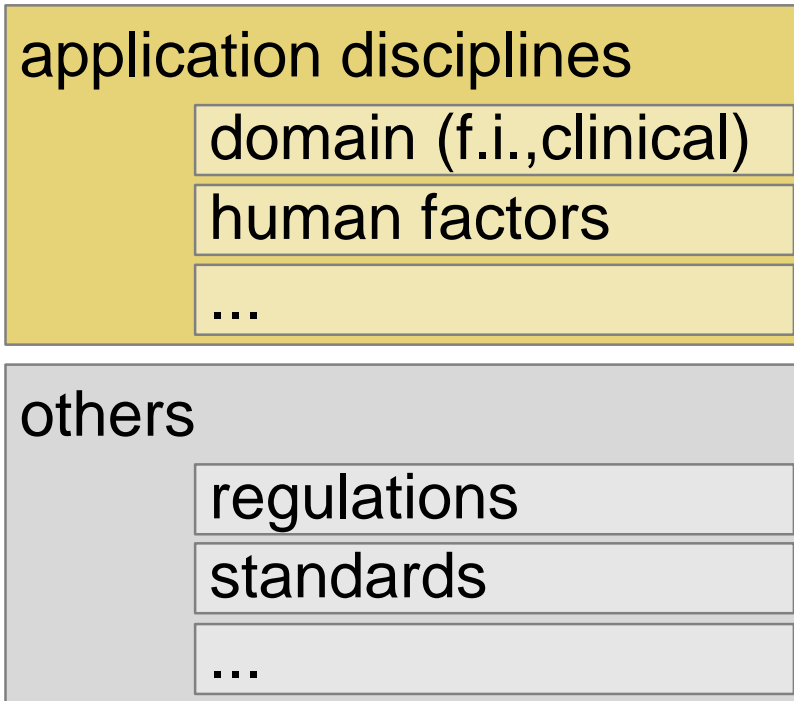 application disciplines
domain (f.i.,clinical)
human factors
...
others
regulations
standards
...